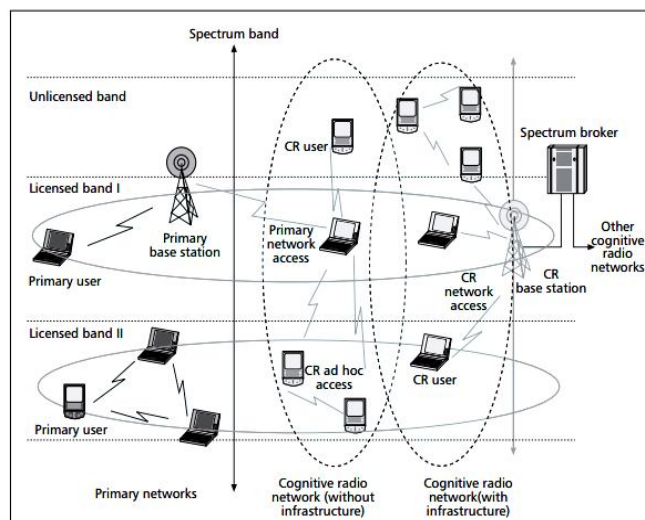 Spectrum band
Unlicensed band
CR user
Spectrum broker
Licensed band I
Primary
base station
Primary
network
access
Primary user
CR
network
access
CR
base station
Other
cognitive
radio
networks
Licensed band II
CR ad hoc
access
CR user
Primary user
Primary networks
Cognitive radio
network (without
infrastructure)
Cognitive radio
network(with
infrastructure)